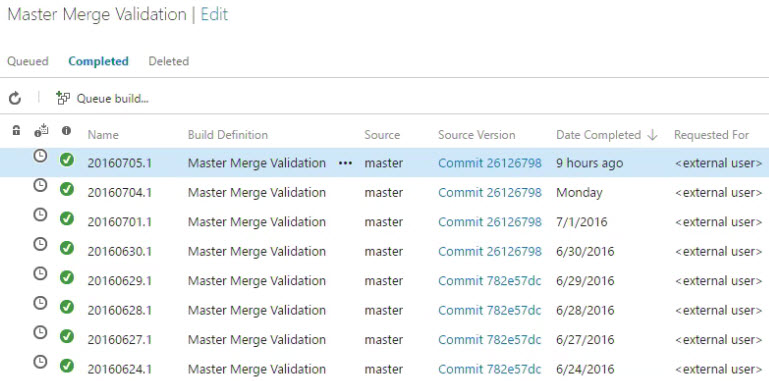 Master Merge Validation | Edit
Queued Completed Deleted
Queue build...
Name Build Definition Source Source Version Date Completed ↓ Requested For
20160705.1 Master Merge Validation ••• master Commit 26126798 9 hours ago <external user>
20160704.1 Master Merge Validation master Commit 26126798 Monday <external user>
20160701.1 Master Merge Validation master Commit 26126798 7/1/2016 <external user>
20160630.1 Master Merge Validation master Commit 26126798 6/30/2016 <external user>
20160629.1 Master Merge Validation master Commit 782e57dc 6/29/2016 <external user>
20160628.1 Master Merge Validation master Commit 782e57dc 6/28/2016 <external user>
20160627.1 Master Merge Validation master Commit 782e57dc 6/27/2016 <external user>
20160624.1 Master Merge Validation master Commit 782e57dc 6/24/2016 <external user>